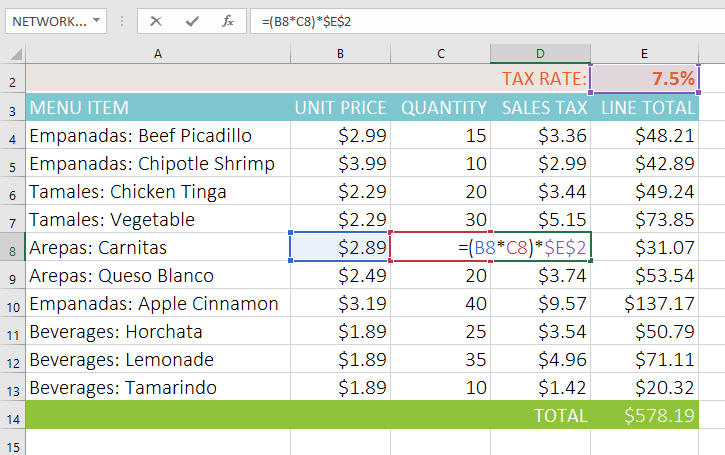 NETWORK... fx =(B8*C8)*$E$2
A B C D E
2 TAX RATE: 7.5%
3 MENU ITEM UNIT PRICE QUANTITY SALES TAX LINE TOTAL
4 Empanadas: Beef Picadillo $2.99 15 $3.36 $48.21
5 Empanadas: Chipotle Shrimp $3.99 10 $2.99 $42.89
6 Tamales: Chicken Tinga $2.29 20 $3.44 $49.24
7 Tamales: Vegetable $2.29 30 $5.15 $73.85
8 Arepas: Carnitas $2.89 =(B8*C8)*$E$2 $31.07
9 Arepas: Queso Blanco $2.49 20 $3.74 $53.54
10 Empanadas: Apple Cinnamon $3.19 40 $9.57 $137.17
11 Beverages: Horchata $1.89 25 $3.54 $50.79
12 Beverages: Lemonade $1.89 35 $4.96 $71.11
13 Beverages: Tamarindo $1.89 10 $1.42 $20.32
14 TOTAL $578.19
15